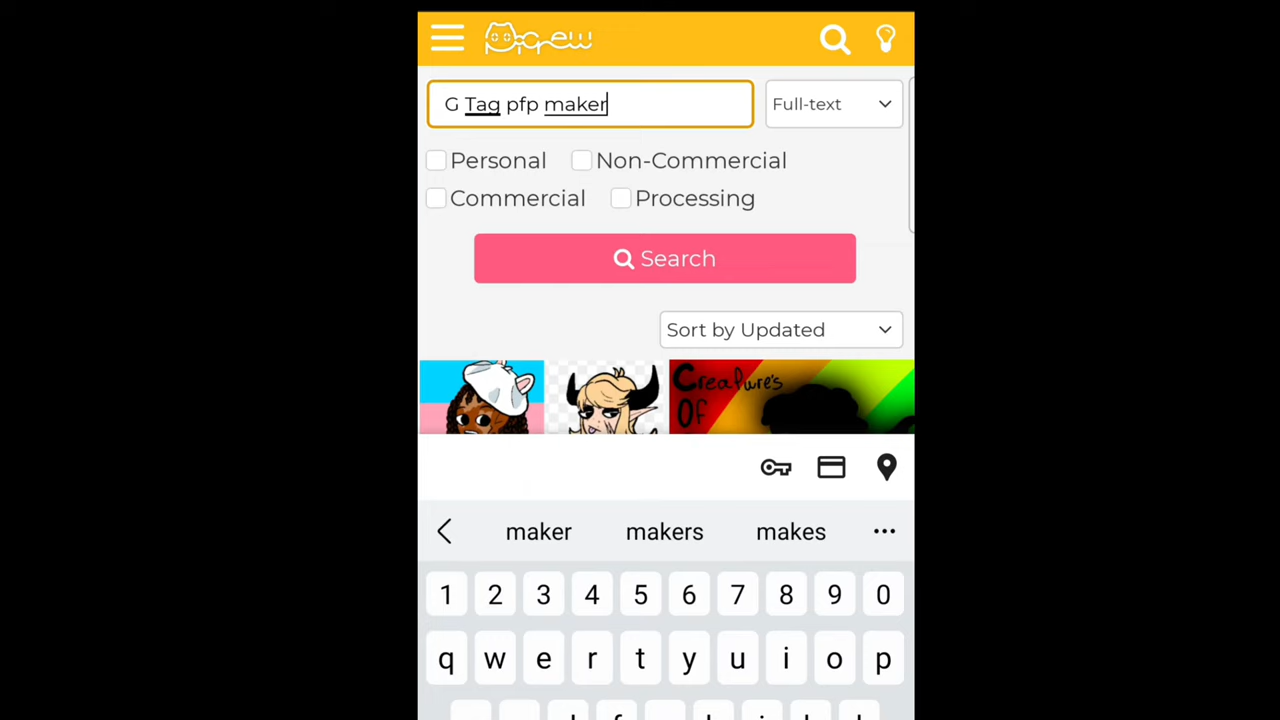 Picrew
G Tag pfp maker
Full-text
Personal
Non-Commercial
Commercial
Processing
Search
Sort by Updated
Creature's
Of
maker
makers
makes
1 2 3 4 5 6 7 8 9 0
q w e r t y u i o p